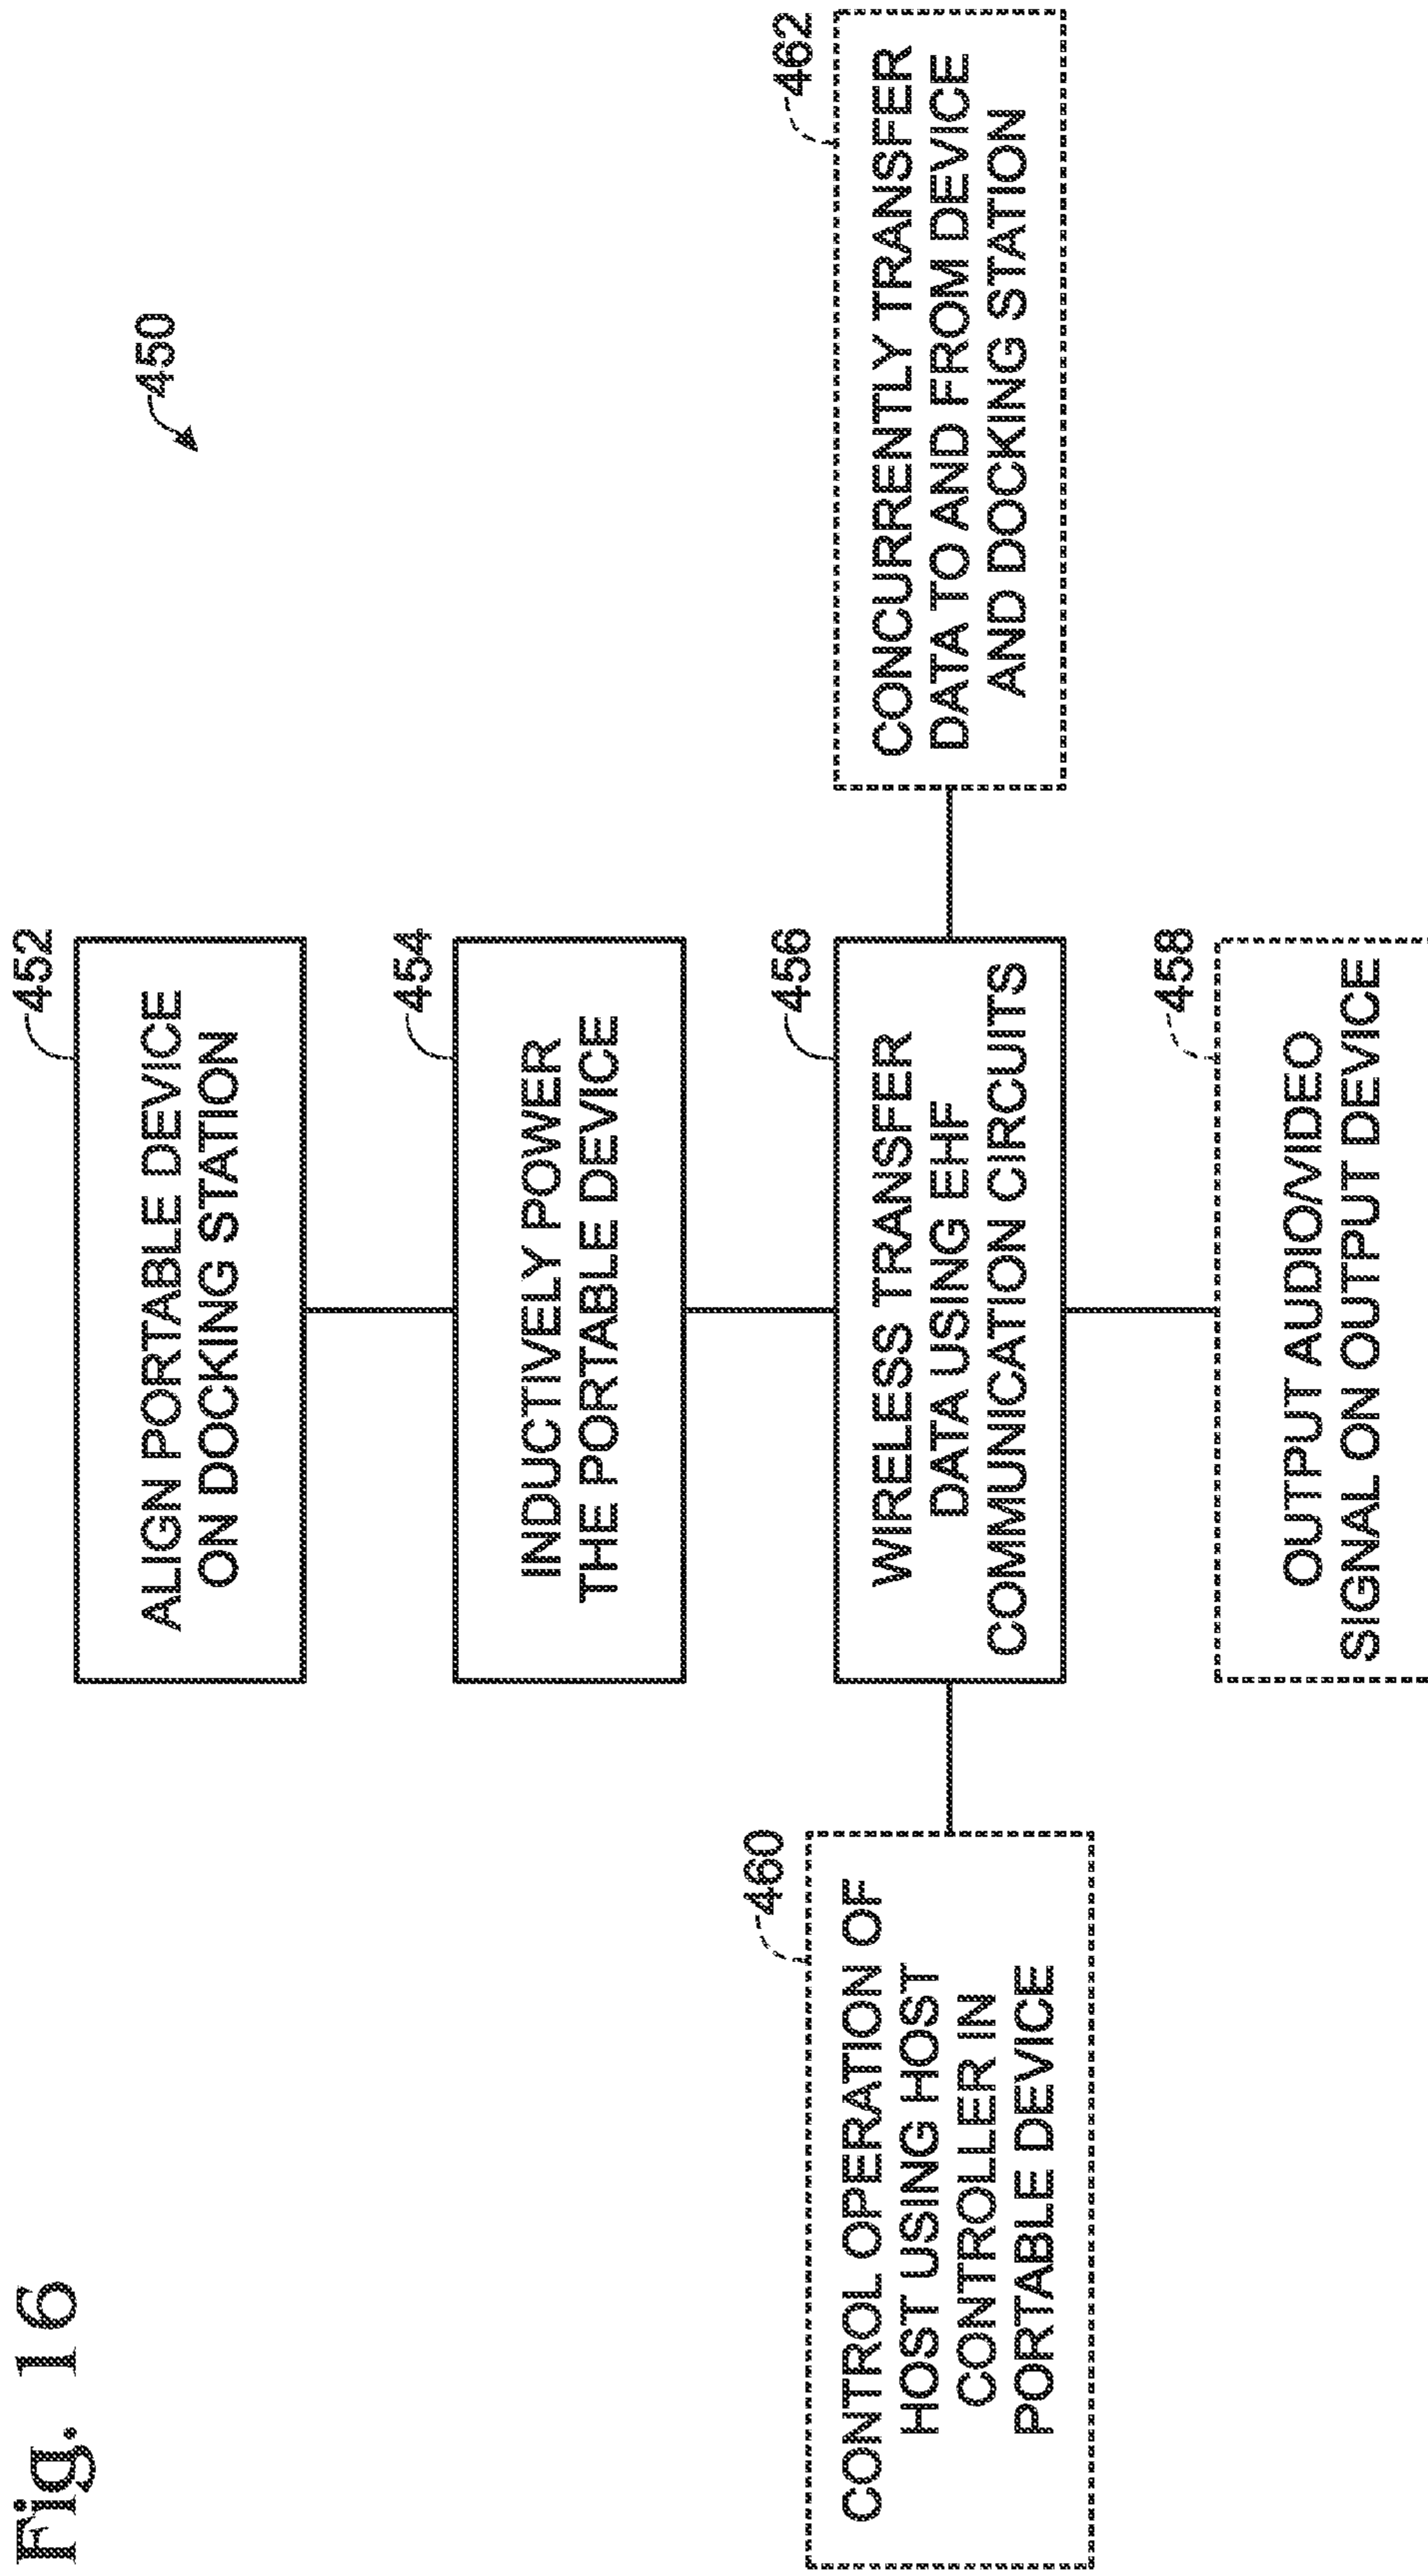 Fig. 16
450
452
ALIGN PORTABLE DEVICE
ON DOCKING STATION
454
INDUCTIVELY POWER
THE PORTABLE DEVICE
460
CONTROL OPERATION OF
HOST USING HOST
CONTROLLER IN
PORTABLE DEVICE
456
WIRELESS TRANSFER
DATA USING EHF
COMMUNICATION CIRCUITS
462
CONCURRENTLY TRANSFER
DATA TO AND FROM DEVICE
AND DOCKING STATION
458
OUTPUT AUDIO/VIDEO
SIGNAL ON OUTPUT DEVICE